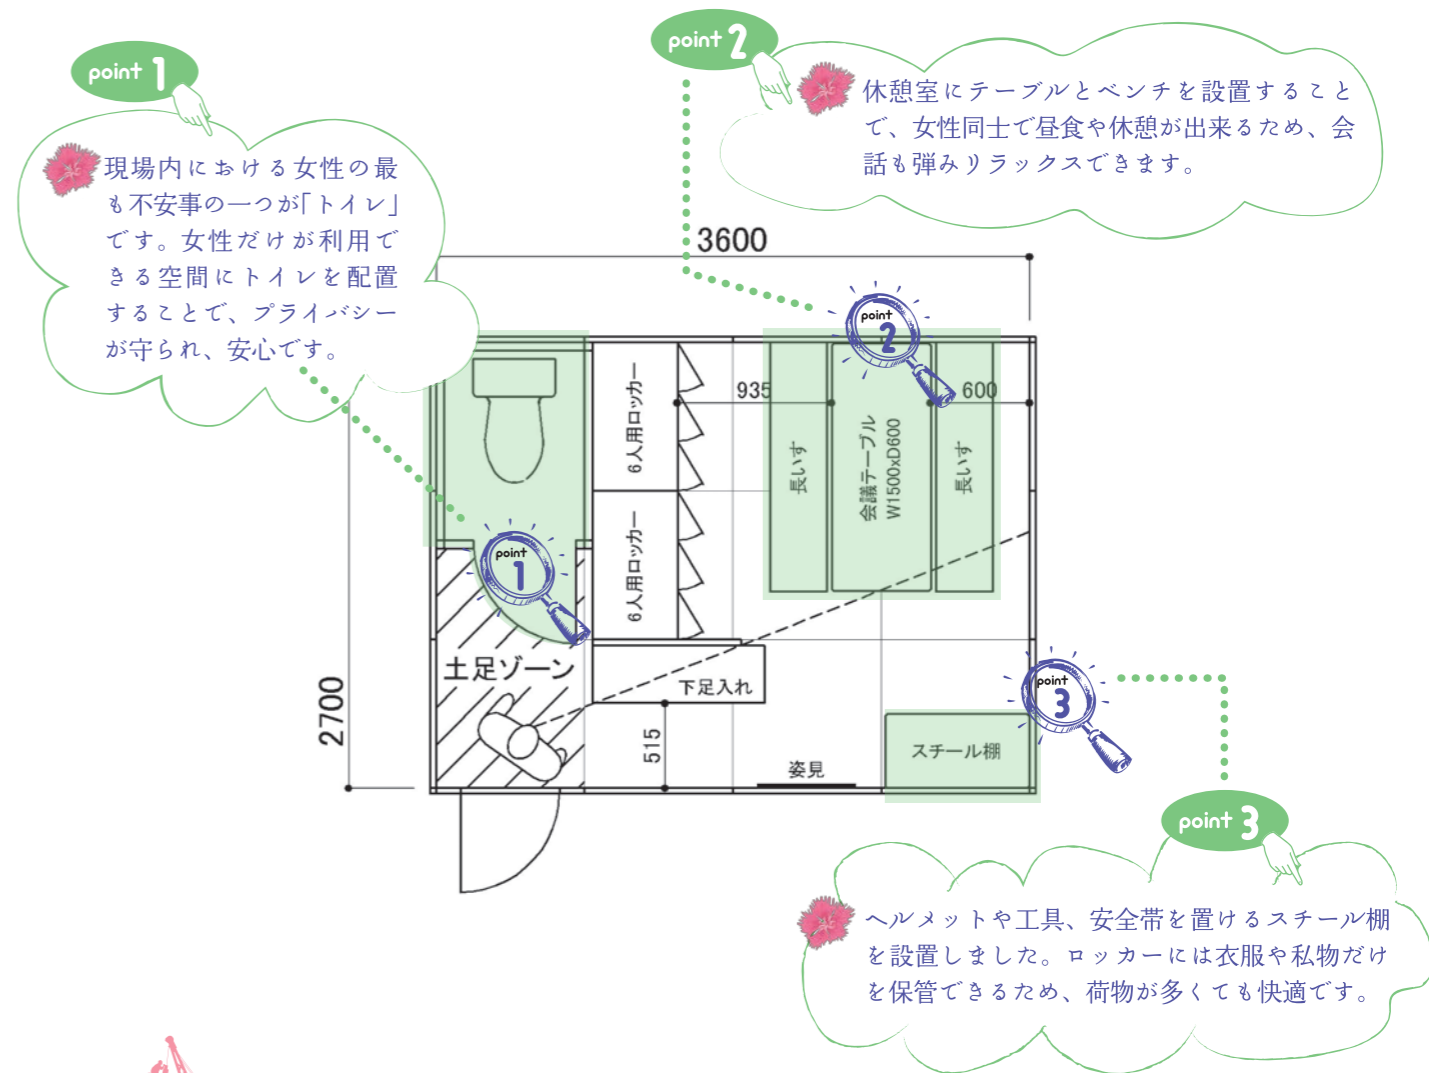 point 1
現場内における女性の最
も不安事の一つが「トイレ」
です。女性だけが利用で
きる空間にトイレを配置
することで、プライバシー
が守られ、安心です。
point 2
休憩室にテーブルとベンチを設置すること
で、女性同士で昼食や休憩が出来るため、会
話も弾みリラックスできます。
3600
point
2
935
600
6人用ロッカー
長いす
会議テーブル
W1500xD600
長いす
6人用ロッカー
point
1
土足ゾーン
下足入れ
2700
515
姿見
スチール棚
point
3
point 3
ヘルメットや工具、安全帯を置けるスチール棚
を設置しました。ロッカーには衣服や私物だけ
を保管できるため、荷物が多くても快適です。